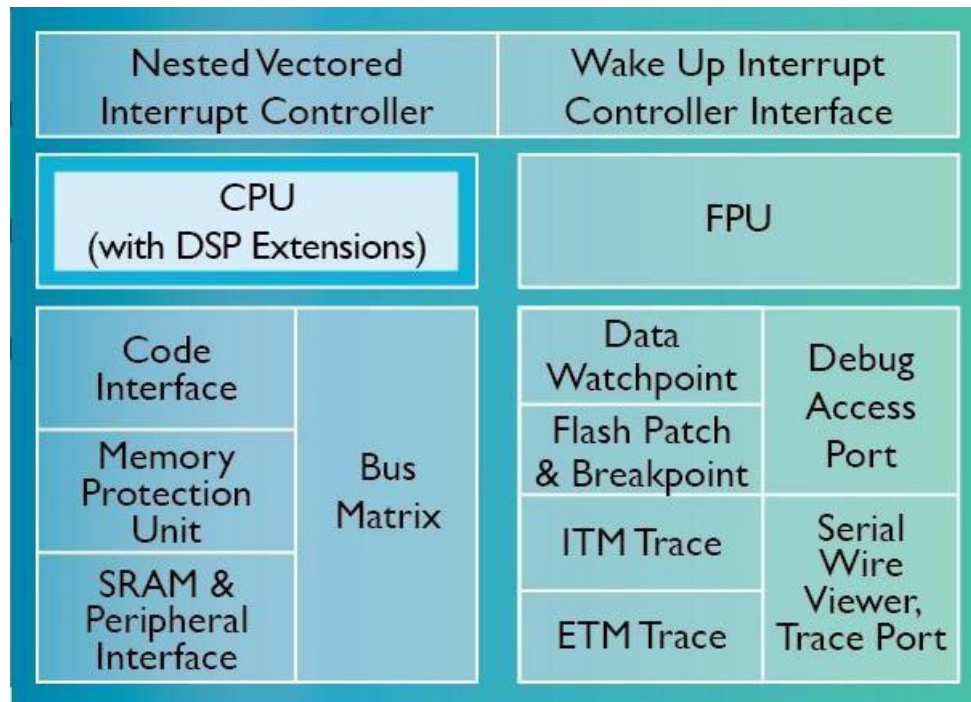 Nested Vectored
Interrupt Controller
Wake Up Interrupt
Controller Interface
CPU
(with DSP Extensions)
FPU
Code
Interface
Memory
Protection
Unit
SRAM &
Peripheral
Interface
Bus
Matrix
Data
Watchpoint
Flash Patch
& Breakpoint
ITM Trace
ETM Trace
Debug
Access
Port
Serial
Wire
Viewer,
Trace Port